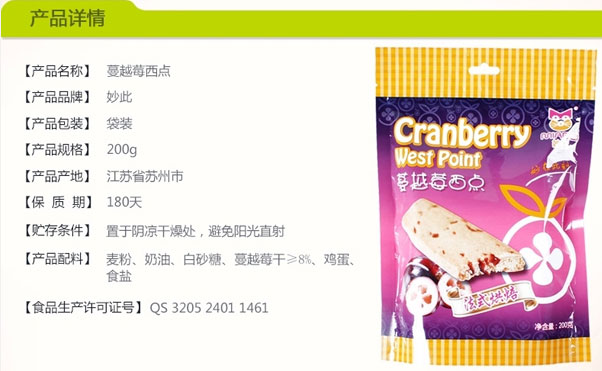 产品详情
【产品名称】 蔓越莓西点
【产品品牌】 妙此
【产品包装】 袋装
【产品规格】 200g
【产品产地】 江苏省苏州市
【保 质 期】 180天
【贮存条件】 置于阴凉干燥处，避免阳光直射
【产品配料】 麦粉、奶油、白砂糖、蔓越莓干≥8%、鸡蛋、
食盐
【食品生产许可证号】 QS 3205 2401 1461
Cranberry
West Point
蔓越莓西点
法式烘焙
净含量: 200克